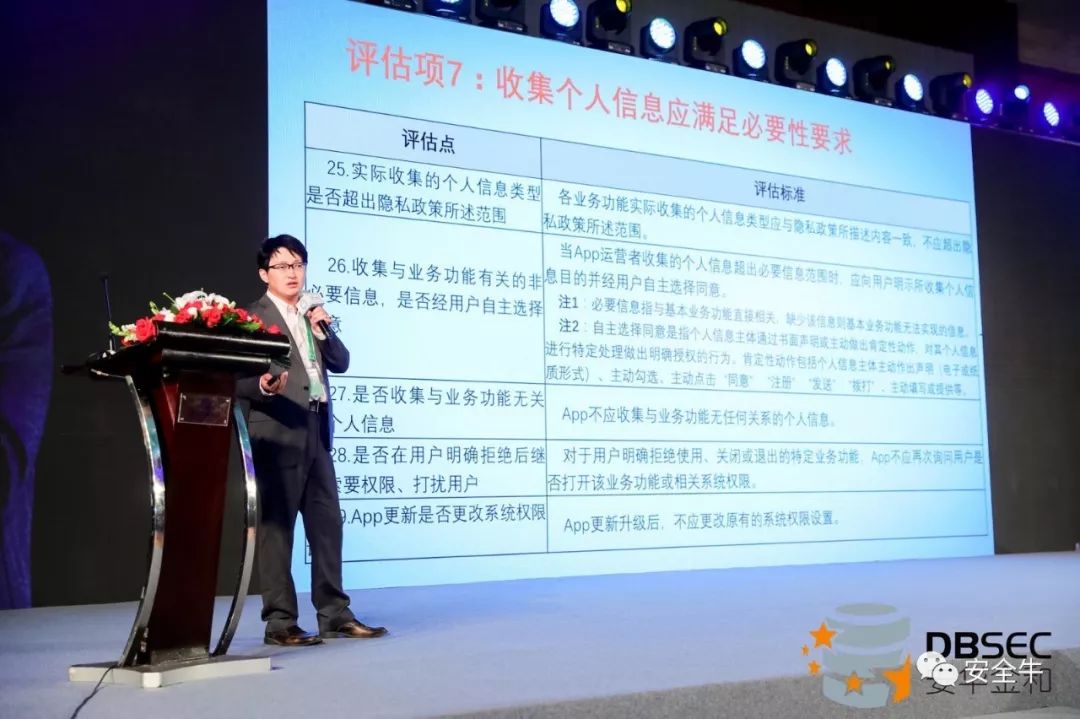 评估项7：收集个人信息应满足必要性要求
评估点
评估标准
25.实际收集的个人信息类型
是否超出隐私政策所述范围
各业务功能实际收集的个人信息类型应与隐私政策所描述内容一致，不应超出隐
私政策所述范围。
26.收集与业务功能有关的非
必要信息，是否经用户自主选择
意
当App运营者收集的个人信息超出必要信息范围时，应向用户明示所收集个人信
息目的并经用户自主选择同意。
注1：必要信息指与基本业务功能直接相关，缺少该信息则基本业务功能无法实现的信息。
注2：自主选择同意是指个人信息主体通过书面声明或主动做出肯定性动作，对其个人信息
进行特定处理做出明确授权的行为。肯定性动作包括个人信息主体主动作出声明（电子或纸
质形式）、主动勾选、主动点击“同意”“注册”“发送”“拨打”、主动填写或提供等。
27.是否收集与业务功能无关
个人信息
App不应收集与业务功能无任何关系的个人信息。
28.是否在用户明确拒绝后继
索要权限、打扰用户
对于用户明确拒绝使用、关闭或退出的特定业务功能，App不应再次询问用户是
否打开该业务功能或相关系统权限。
9.App更新是否更改系统权限
App更新升级后，不应更改原有的系统权限设置。
DBSEC
安华金和
安全牛